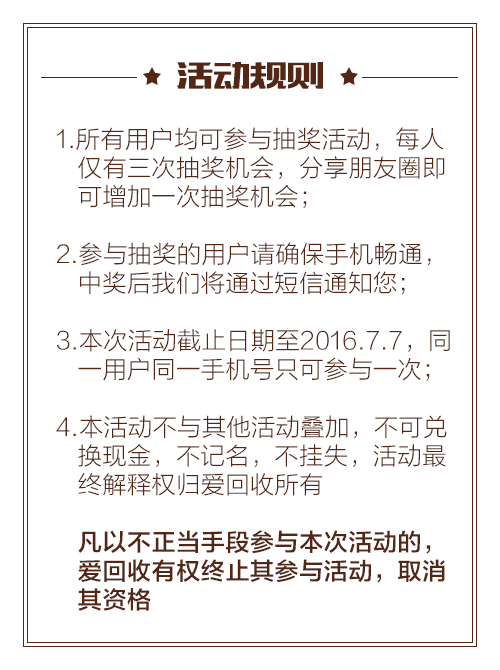 ★ 活动规则 ★
1.所有用户均可参与抽奖活动，每人
仅有三次抽奖机会，分享朋友圈即
可增加一次抽奖机会；
2.参与抽奖的用户请确保手机畅通，
中奖后我们将通过短信通知您；
3.本次活动截止日期至2016.7.7，同
一用户同一手机号只可参与一次；
4.本活动不与其他活动叠加，不可兑
换现金，不记名，不挂失，活动最
终解释权归爱回收所有
凡以不正当手段参与本次活动的，
爱回收有权终止其参与活动，取消
其资格